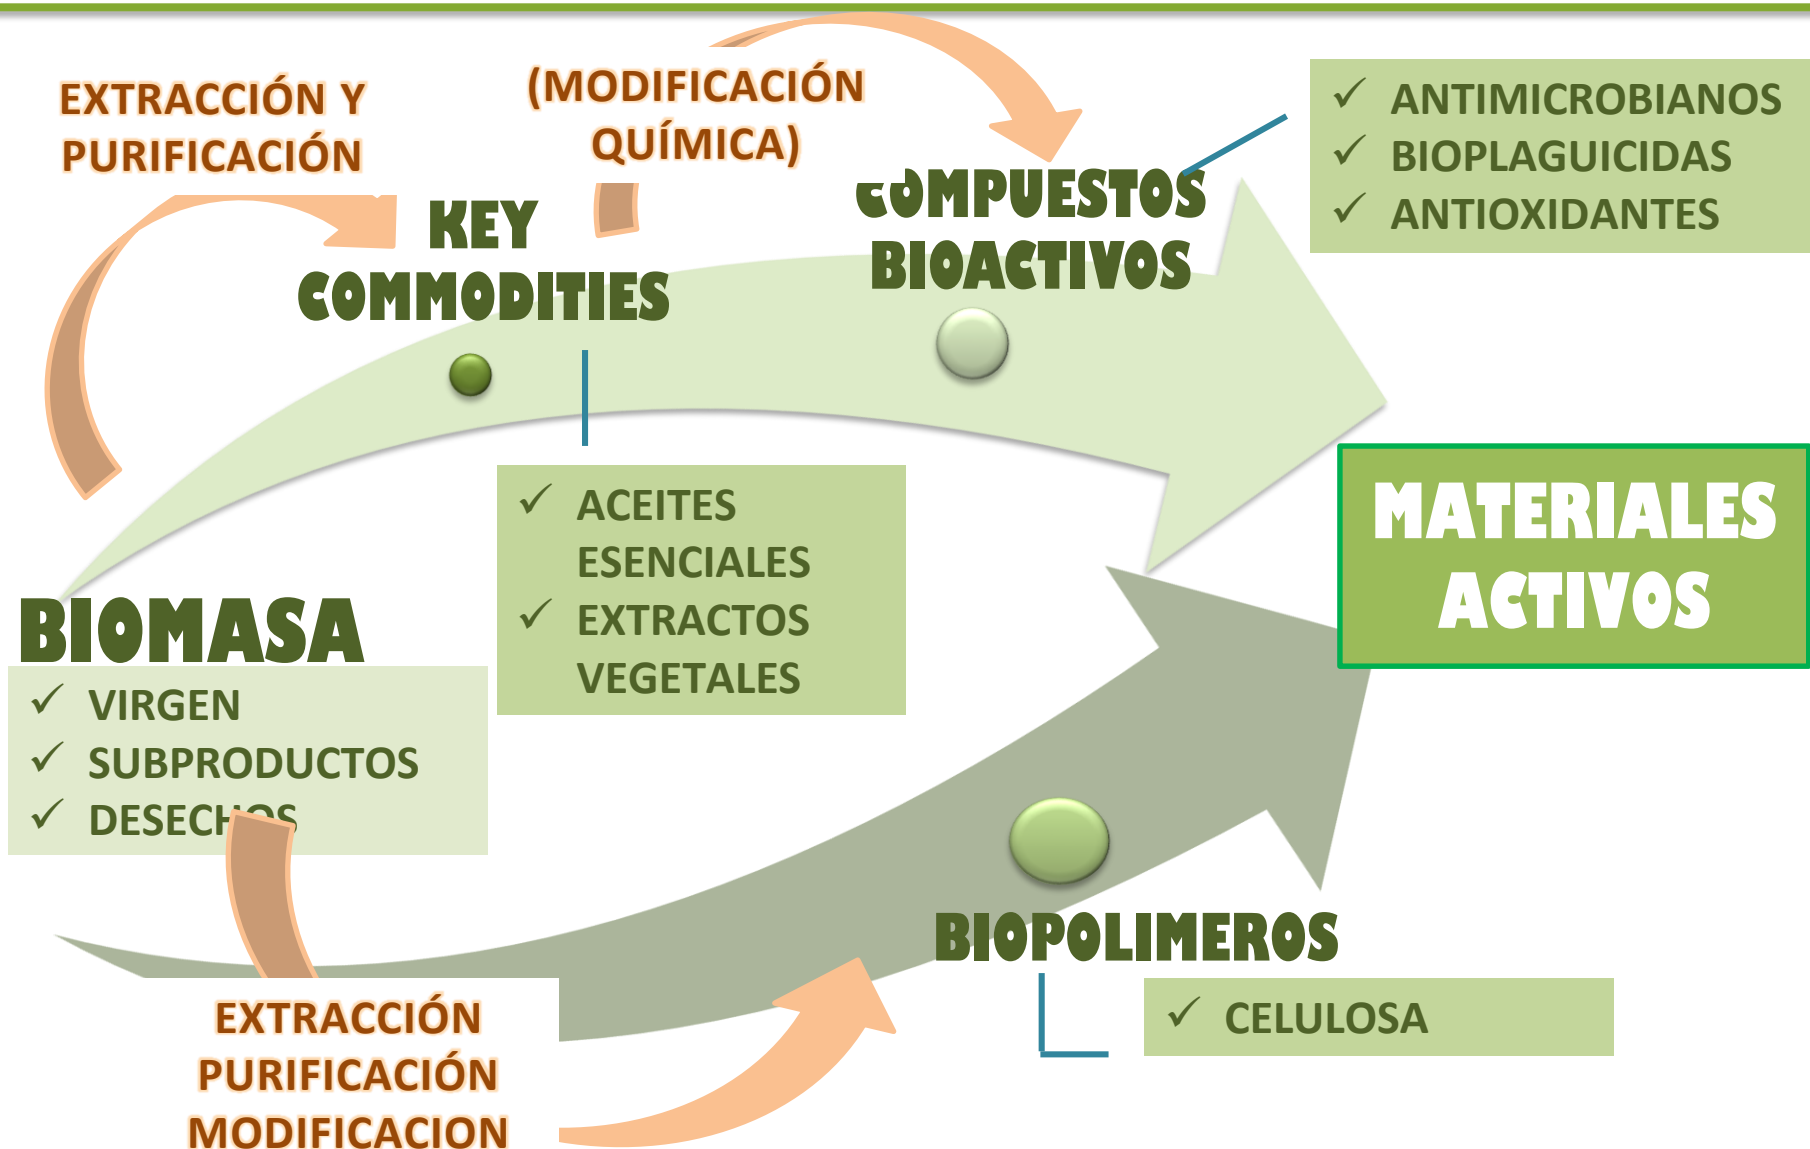 EXTRACCIÓN Y
PURIFICACIÓN
(MODIFICACIÓN
QUÍMICA)
✓ ANTIMICROBIANOS
✓ BIOPLAGUICIDAS
✓ ANTIOXIDANTES
KEY
COMMODITIES
COMPUESTOS
BIOACTIVOS
✓ ACEITES
ESENCIALES
✓ EXTRACTOS
VEGETALES
MATERIALES
ACTIVOS
BIOMASA
✓ VIRGEN
✓ SUBPRODUCTOS
✓ DESECHOS
BIOPOLIMEROS
✓ CELULOSA
EXTRACCIÓN
PURIFICACIÓN
MODIFICACION